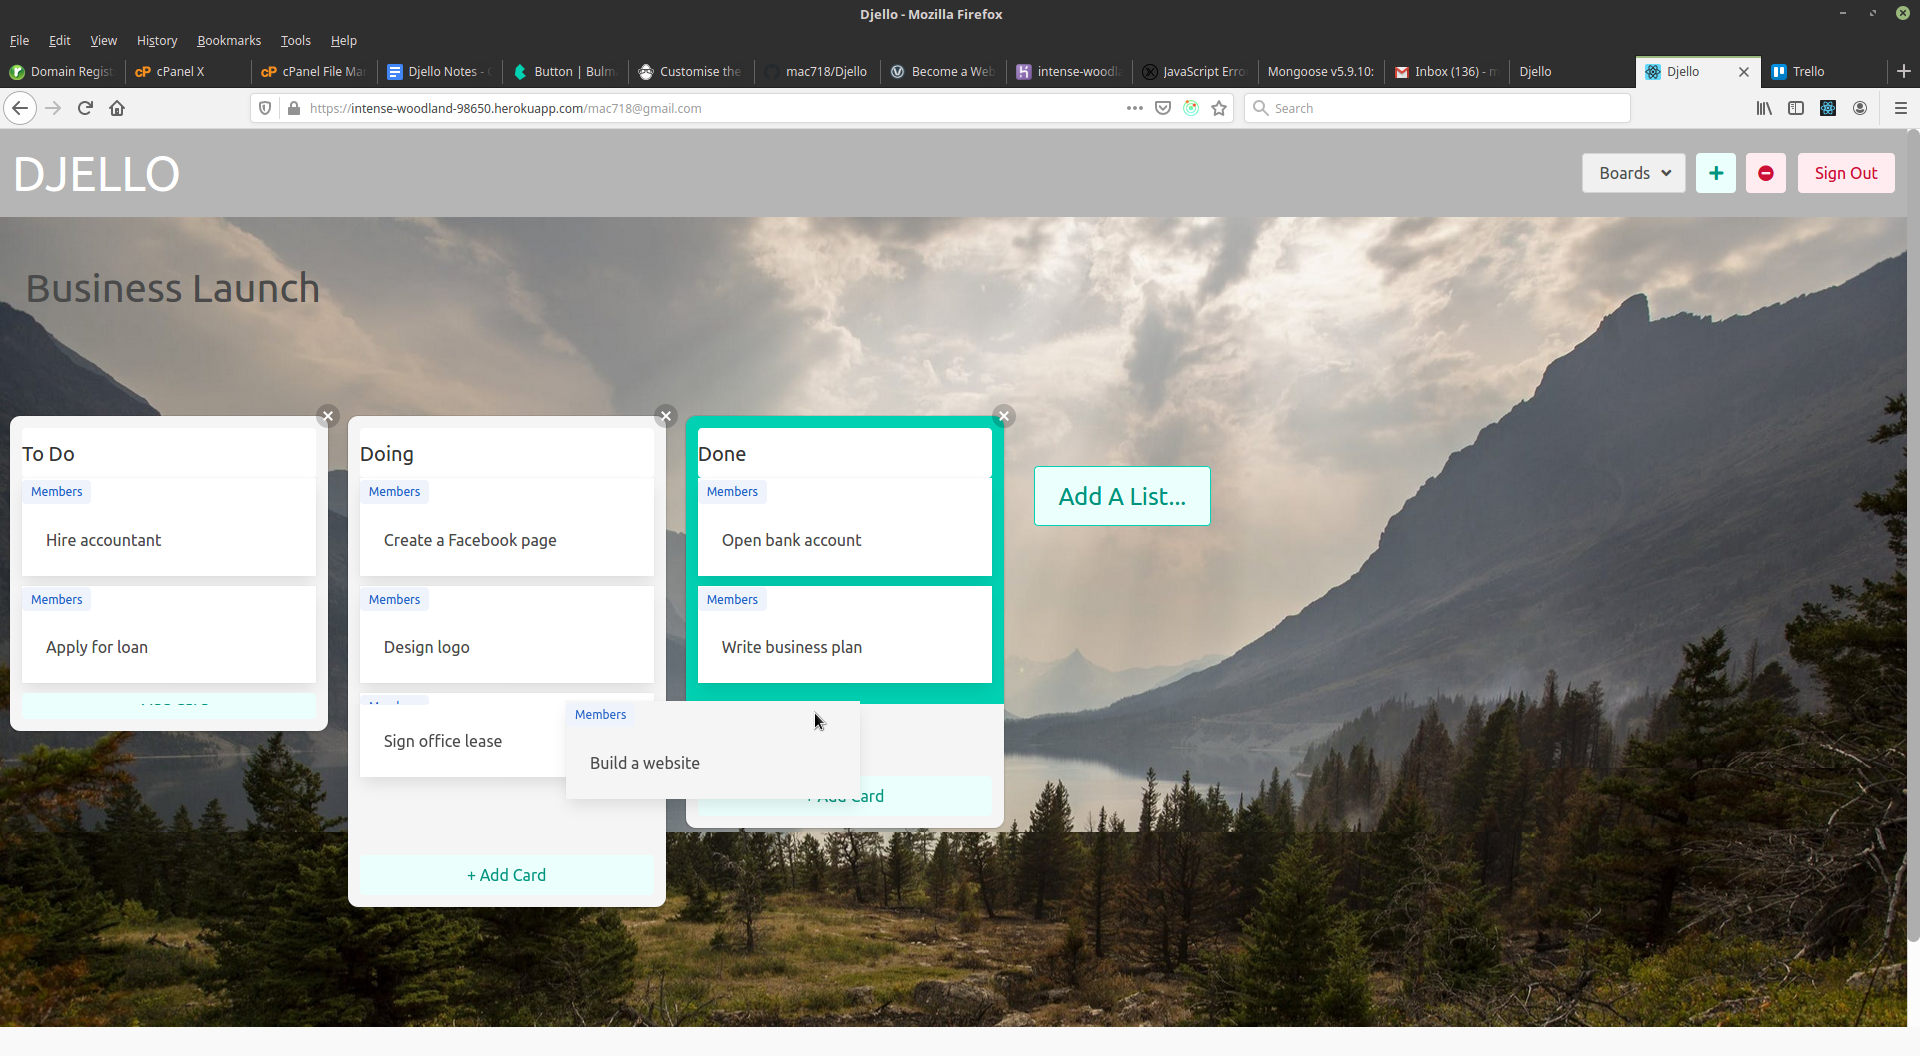 Djello - Mozilla Firefox
File Edit View History Bookmarks Tools Help
Domain Regist cPanel X cPanel File Ma Djello Notes - Button | Bulm Customise the mac718/Djello Become a Web intense-woodl JavaScript Erro Mongoose v5.9.10: Inbox (136) - m Djello Djello Trello
https://intense-woodland-98650.herokuapp.com/mac718@gmail.com Search
DJELLO Boards Sign Out
Business Launch
To Do
Members
Hire accountant
Members
Apply for loan
Doing
Members
Create a Facebook page
Members
Design logo
Sign office lease
+ Add Card
Done
Members
Open bank account
Members
Write business plan
Members
Build a website
+ Add Card
Add A List...